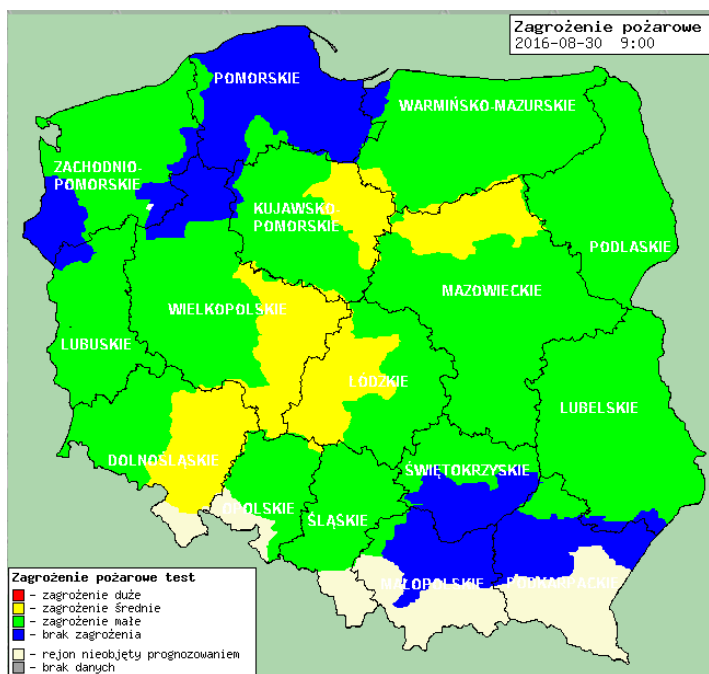 Zagrożenie pożarowe
2016-08-30 9:00
POMORSKIE
WARMIŃSKO-MAZURSKIE
ZACHODNIO-
POMORSKIE
KUJAWSKO-
POMORSKIE
PODLASKIE
MAZOWIECKIE
WIELKOPOLSKIE
LUBUSKIE
ŁÓDZKIE
LUBELSKIE
DOLNOŚLĄSKIE
ŚWIĘTOKRZYSKIE
OPOLSKIE
ŚLĄSKIE
MAŁOPOLSKIE
PODKARPACKIE
Zagrożenie pożarowe test
- zagrożenie duże
- zagrożenie średnie
- zagrożenie małe
- brak zagrożenia
- rejon nieobjęty prognozowaniem
- brak danych